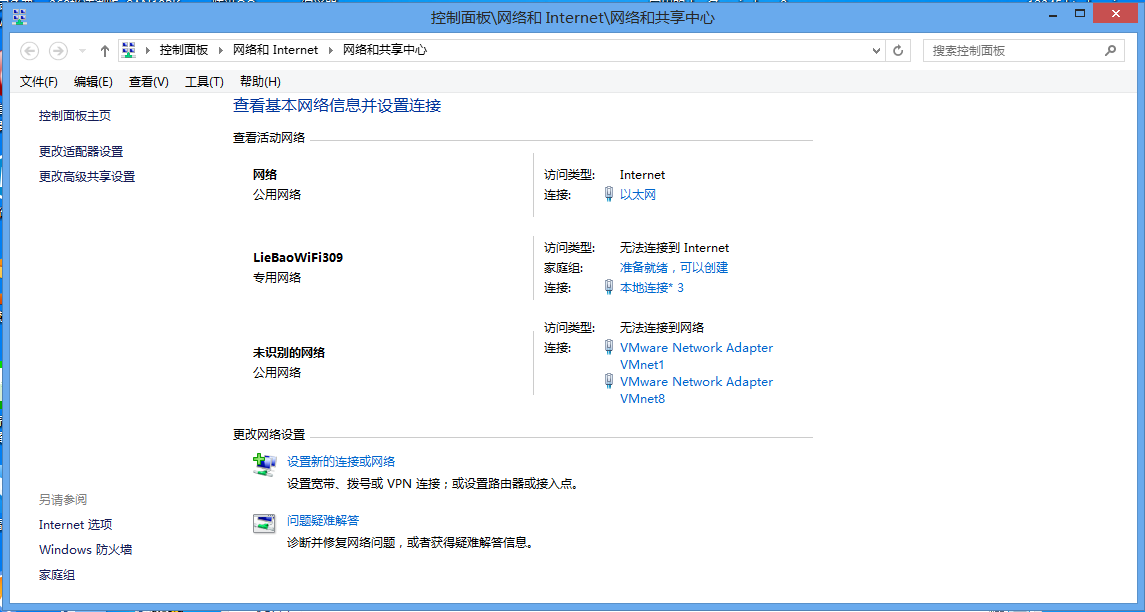 控制面板\网络和 Internet\网络和共享中心
控制面板 网络和 Internet 网络和共享中心
搜索控制面板
文件(F) 编辑(E) 查看(V) 工具(T) 帮助(H)
控制面板主页
更改适配器设置
更改高级共享设置
查看基本网络信息并设置连接
查看活动网络
网络
公用网络
访问类型: Internet
连接: 以太网
LieBaoWiFi309
专用网络
访问类型: 无法连接到 Internet
家庭组: 准备就绪，可以创建
连接: 本地连接* 3
未识别的网络
公用网络
访问类型: 无法连接到网络
连接: VMware Network Adapter
VMnet1
VMware Network Adapter
VMnet8
更改网络设置
设置新的连接或网络
设置宽带、拨号或 VPN 连接；或设置路由器或接入点。
问题疑难解答
诊断并修复网络问题，或者获得疑难解答信息。
另请参阅
Internet 选项
Windows 防火墙
家庭组